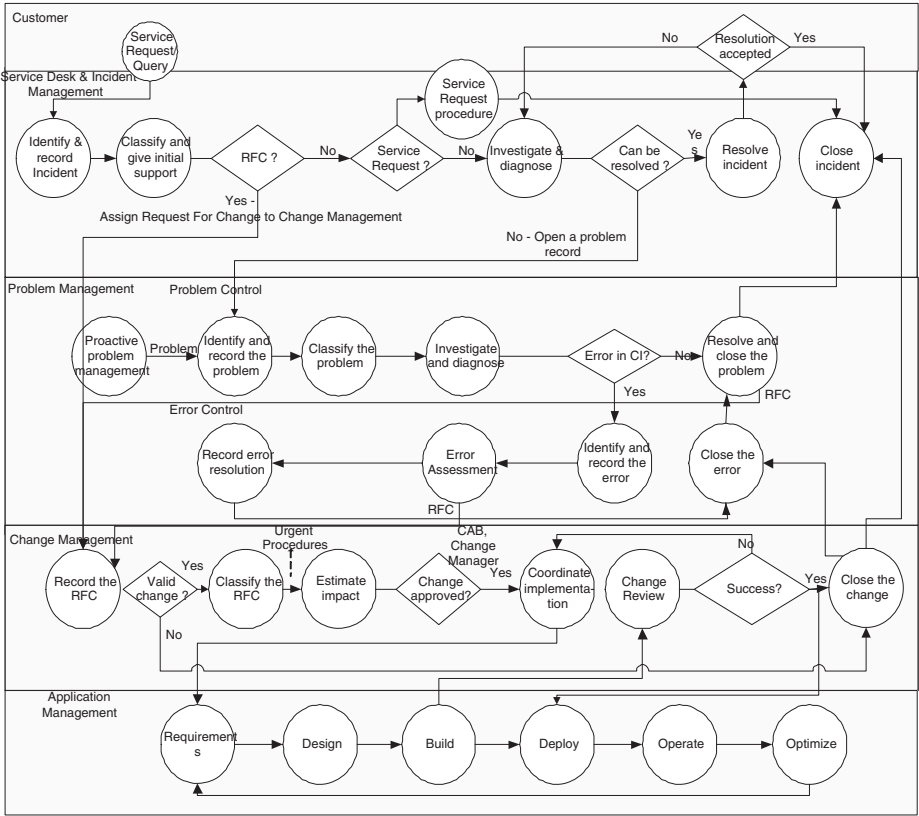 Customer
Service
Request/
Query
Resolution
accepted
No
Yes
Service Desk & Incident
Management
Service
Request
procedure
Identify &
record
Incident
Classify and
give initial
support
RFC ?
No
Service
Request ?
No
Investigate &
diagnose
Can be
resolved ?
Ye
s
Resolve
incident
Close
incident
Yes -
Assign Request For Change to Change Management
No - Open a problem
record
Problem Management
Problem Control
Proactive
problem
management
Problem
Identify and
record the
problem
Classify the
problem
Investigate
and diagnose
Error in CI?
No
Resolve and
close the
problem
Yes
RFC
Error Control
Record error
resolution
Error
Assessment
Identify and
record the
error
Close the
error
RFC
Change Management
Urgent
Procedures
CAB,
Change
Manager
No
Record the
RFC
Valid
change ?
Yes
Classify the
RFC
Estimate
impact
Change
approved?
Yes
Coordinate
implementa-
tion
Change
Review
Success?
Yes
Close the
change
No
Application
Management
Requirement
s
Design
Build
Deploy
Operate
Optimize